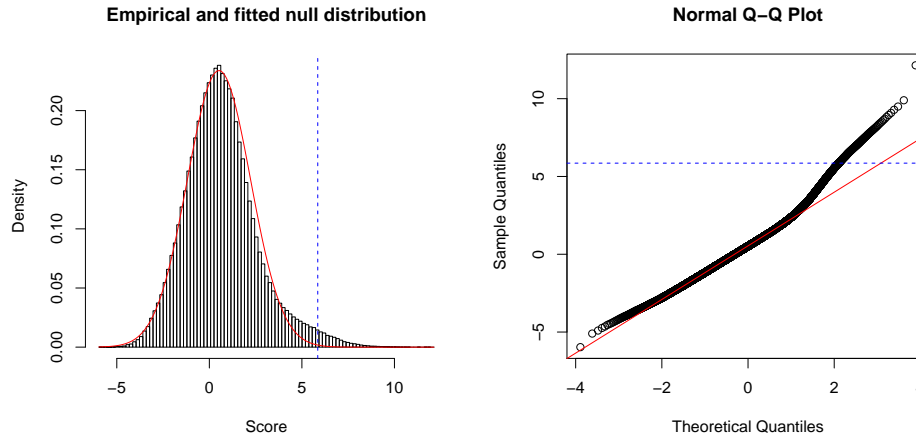 Empirical and fitted null distribution
Density
0.00
0.05
0.10
0.15
0.20
−5
0
5
10
Score
Normal Q−Q Plot
Sample Quantiles
−5
0
5
10
−4
−2
0
2
Theoretical Quantiles